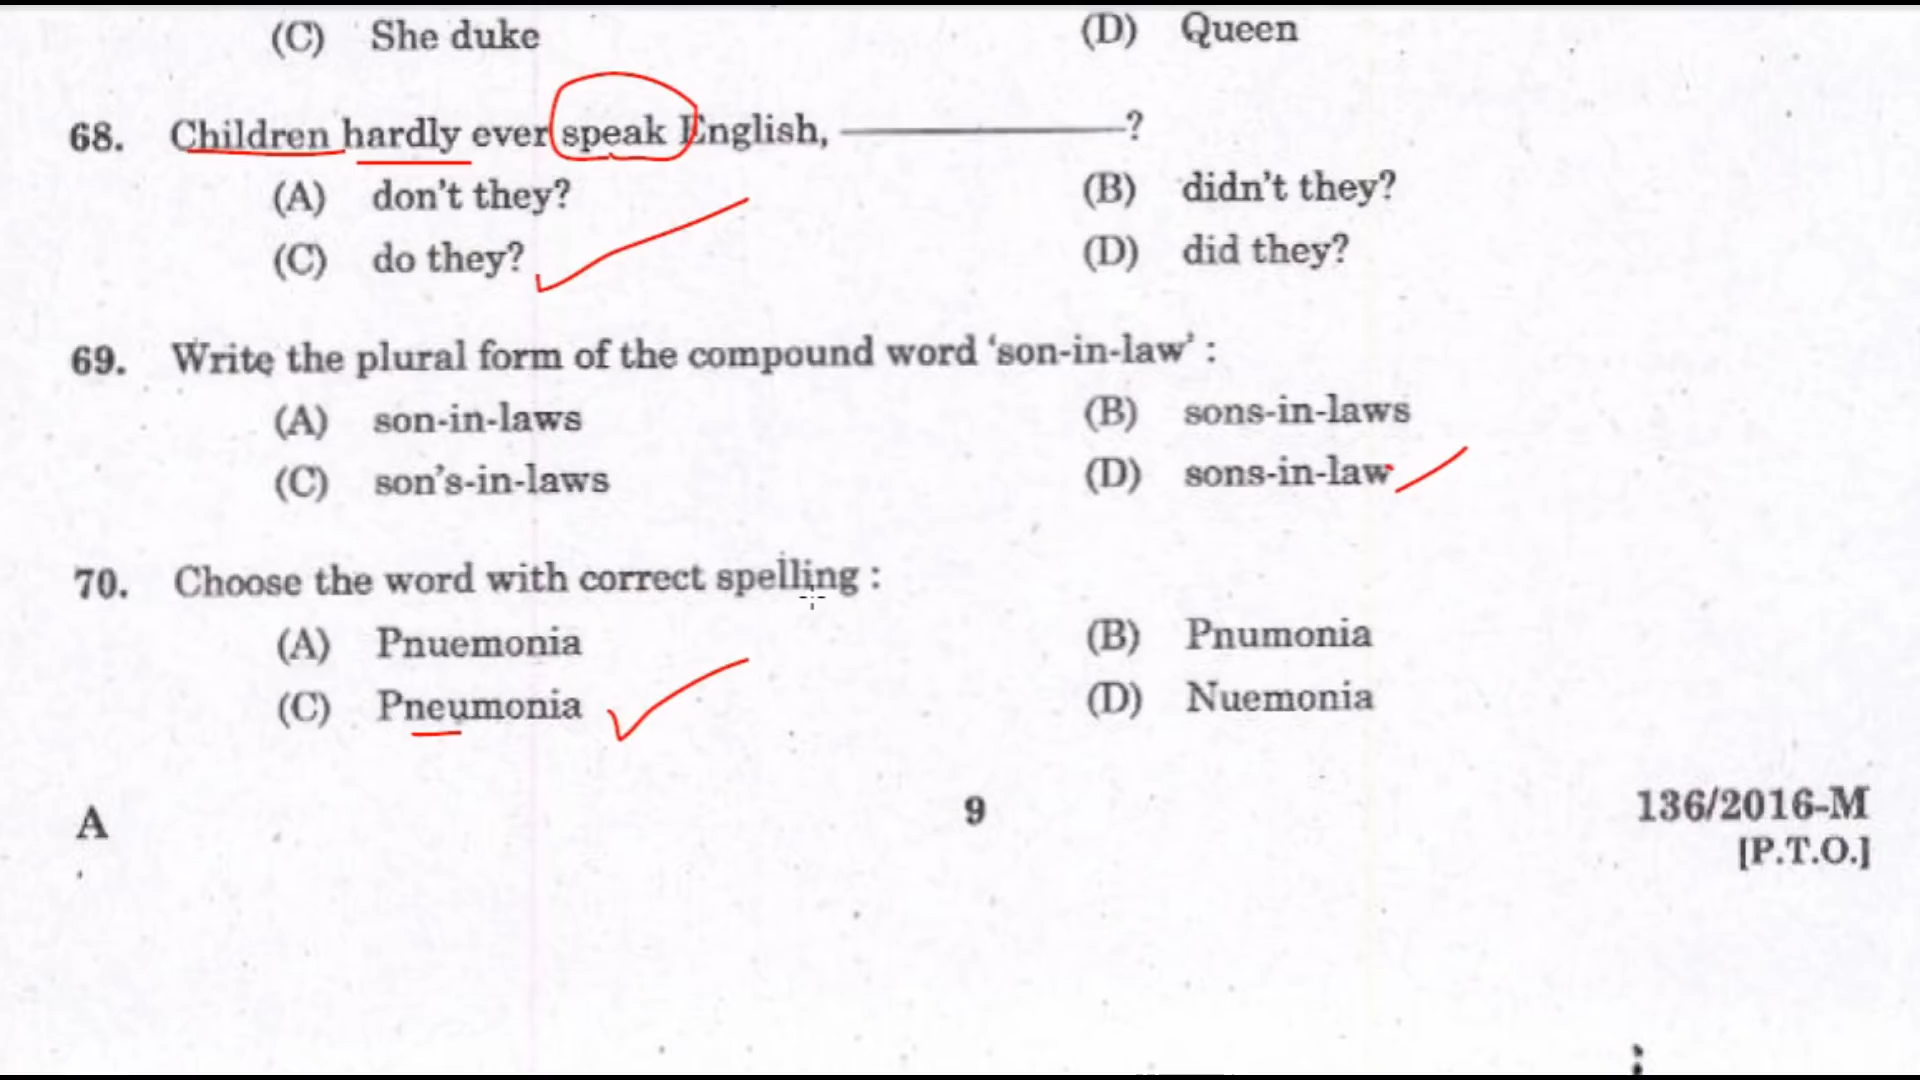 (C) She duke (D) Queen
68. Children hardly ever speak English, ?
(A) don't they? (B) didn't they?
(C) do they? (D) did they?
69. Write the plural form of the compound word 'son-in-law' :
(A) son-in-laws (B) sons-in-laws
(C) son's-in-laws (D) sons-in-law
70. Choose the word with correct spelling :
(A) Pnuemonia (B) Pnumonia
(C) Pneumonia (D) Nuemonia
A 9 136/2016-M
[P.T.O.]